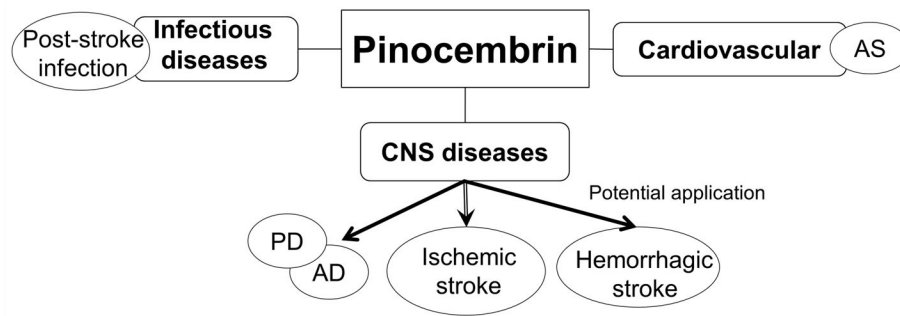 Post-stroke
infection
Infectious
diseases
Pinocembrin
Cardiovascular
AS
CNS diseases
Potential application
PD
AD
Ischemic
stroke
Hemorrhagic
stroke